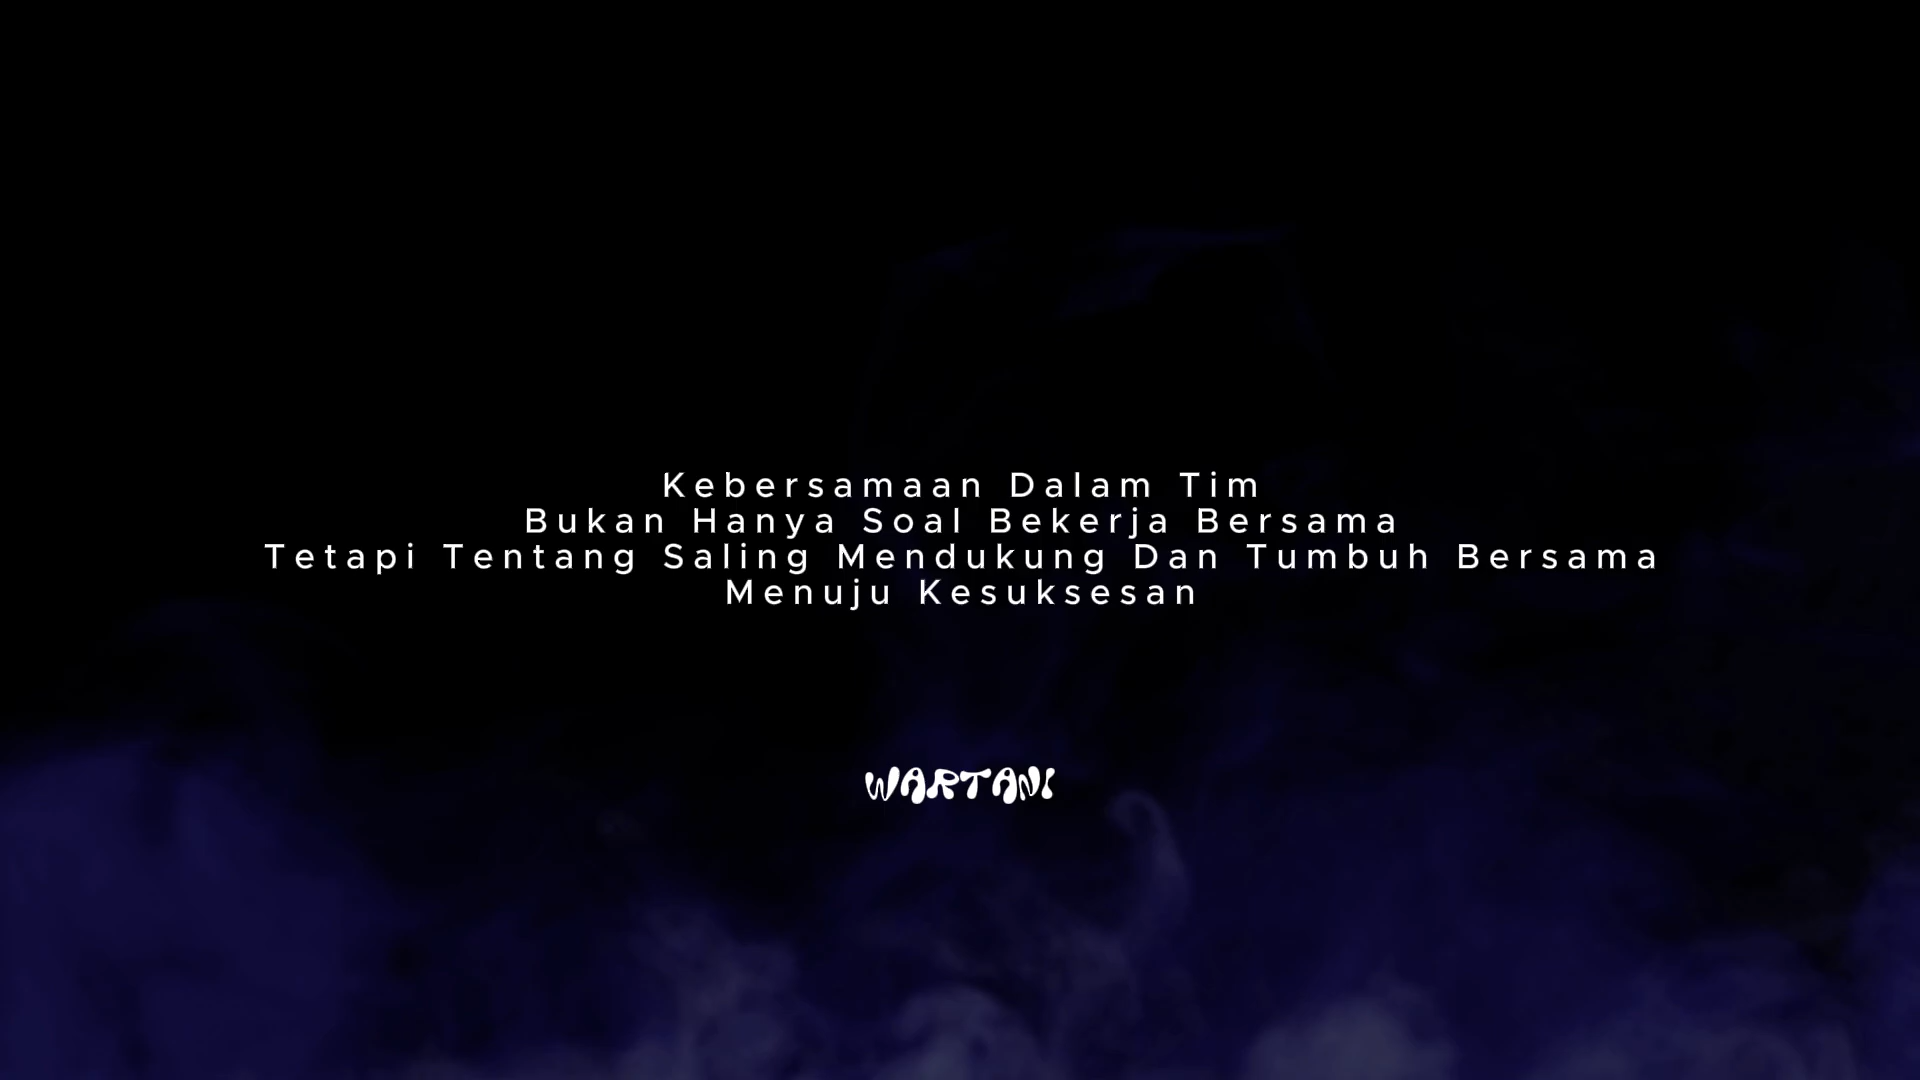 Kebersamaan Dalam Tim
Bukan Hanya Soal Bekerja Bersama
Tetapi Tentang Saling Mendukung Dan Tumbuh Bersama
Menuju Kesuksesan
WARTANI